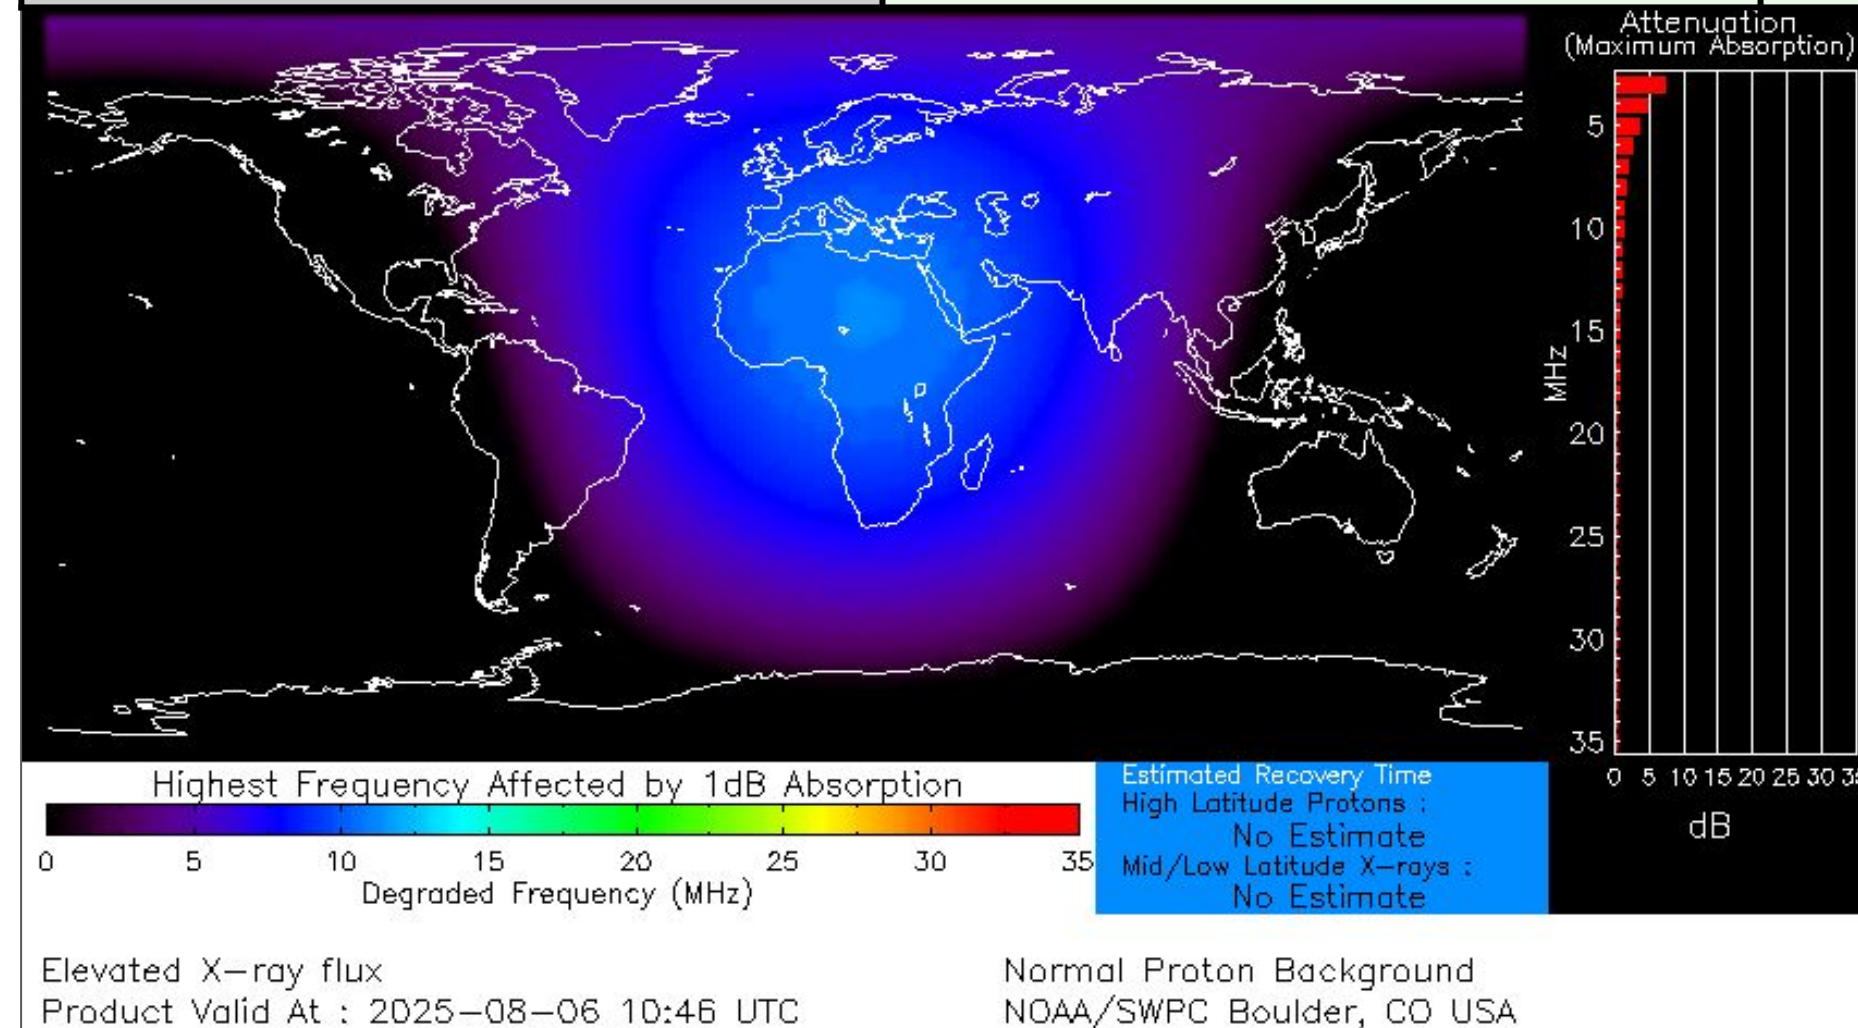 Attenuation
(Maximum Absorption)
5
10
15
20
25
30
35
MHz
0 5 10 15 20 25 30
dB
Highest Frequency Affected by 1dB Absorption
0 5 10 15 20 25 30 35
Degraded Frequency (MHz)
Estimated Recovery Time
High Latitude Protons :
No Estimate
Mid/Low Latitude X-rays :
No Estimate
Elevated X-ray flux
Product Valid At : 2025-08-06 10:46 UTC
Normal Proton Background
NOAA/SWPC Boulder, CO USA